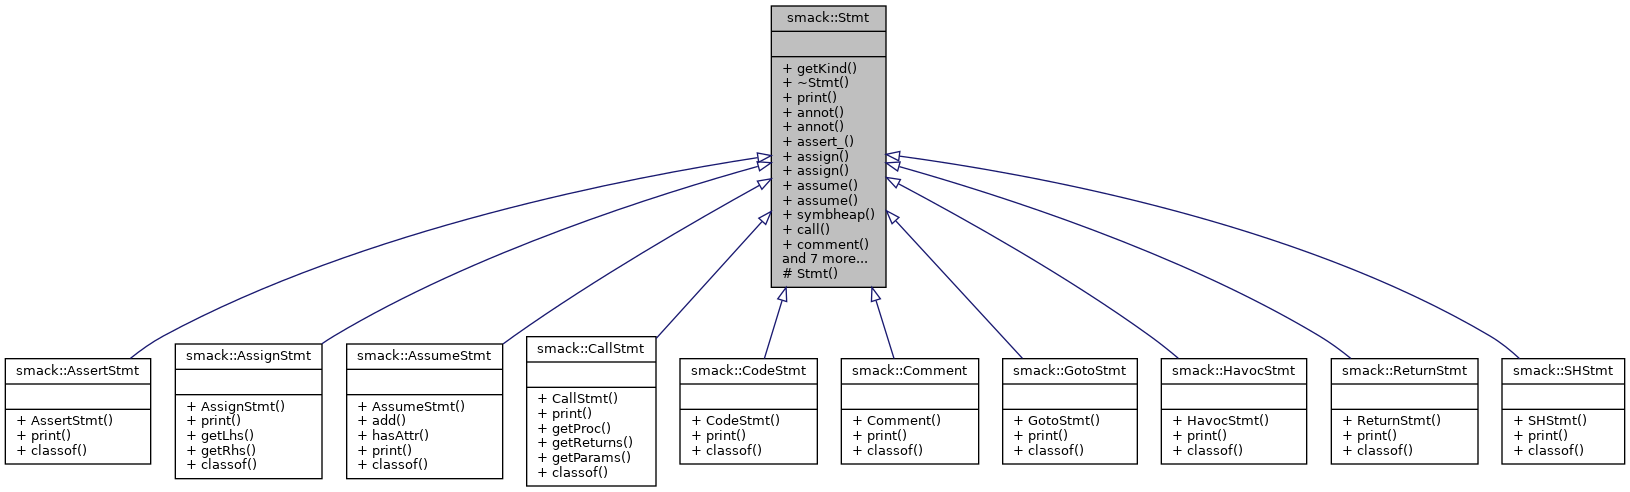 smack::Stmt
+ getKind()
+ ~Stmt()
+ print()
+ annot()
+ annot()
+ assert_()
+ assign()
+ assign()
+ assume()
+ assume()
+ symbheap()
+ call()
+ comment()
and 7 more...
# Stmt()
smack::AssertStmt
+ AssertStmt()
+ print()
+ classof()
smack::AssignStmt
+ AssignStmt()
+ print()
+ getLhs()
+ getRhs()
+ classof()
smack::AssumeStmt
+ AssumeStmt()
+ add()
+ hasAttr()
+ print()
+ classof()
smack::CallStmt
+ CallStmt()
+ print()
+ getProc()
+ getReturns()
+ getParams()
+ classof()
smack::CodeStmt
+ CodeStmt()
+ print()
+ classof()
smack::Comment
+ Comment()
+ print()
+ classof()
smack::GotoStmt
+ GotoStmt()
+ print()
+ classof()
smack::HavocStmt
+ HavocStmt()
+ print()
+ classof()
smack::ReturnStmt
+ ReturnStmt()
+ print()
+ classof()
smack::SHStmt
+ SHStmt()
+ print()
+ classof()